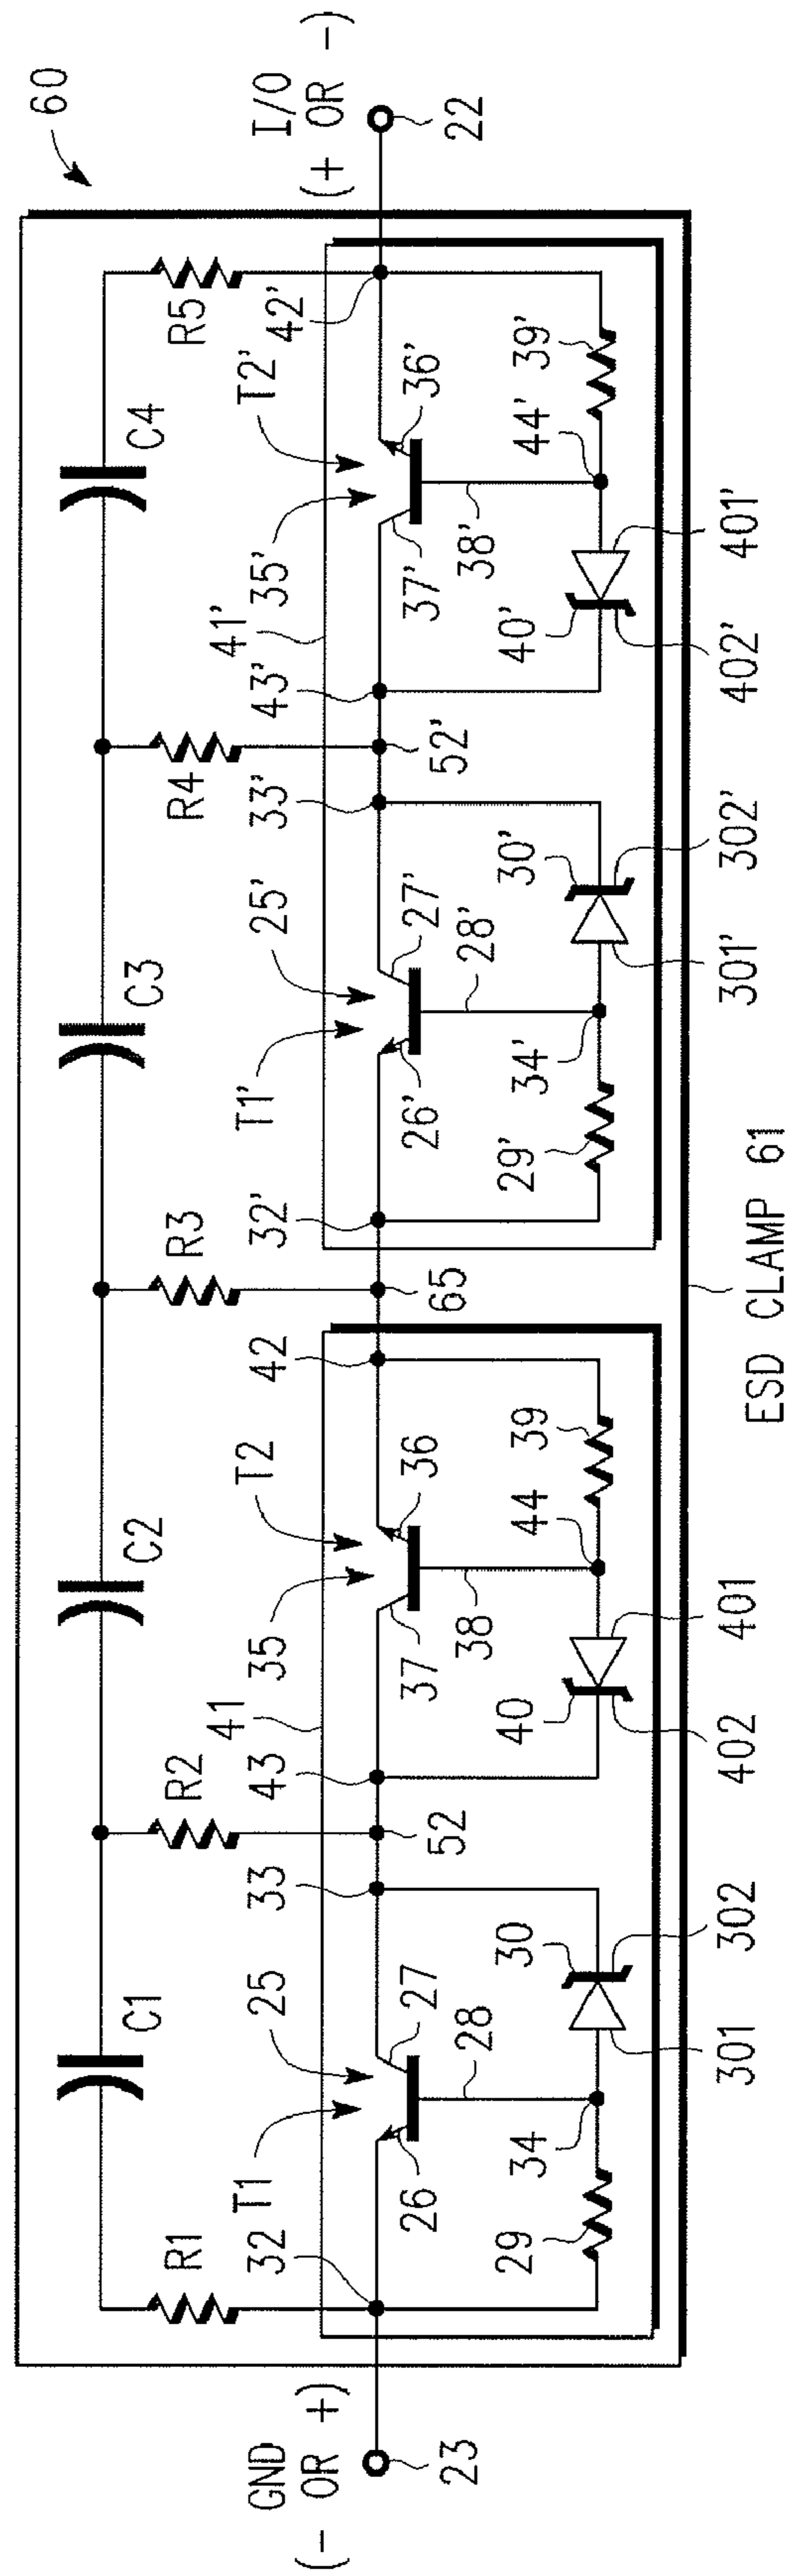 60
GND
(- OR +)
23
I/O
(+ OR -)
22
C1
C2
C3
C4
R1
R2
R3
R4
R5
32
T1
25
33
41
43
35
T2
42
32'
T1'
25'
33'
43'
41'
35'
T2'
42'
26
27
52
37
36
65
26'
27'
52'
37'
36'
28
38
28'
38'
29
34
30
40
44
39
29'
34'
30'
40'
44'
39'
301
302
402
401
301'
302'
402'
401'
ESD CLAMP 61